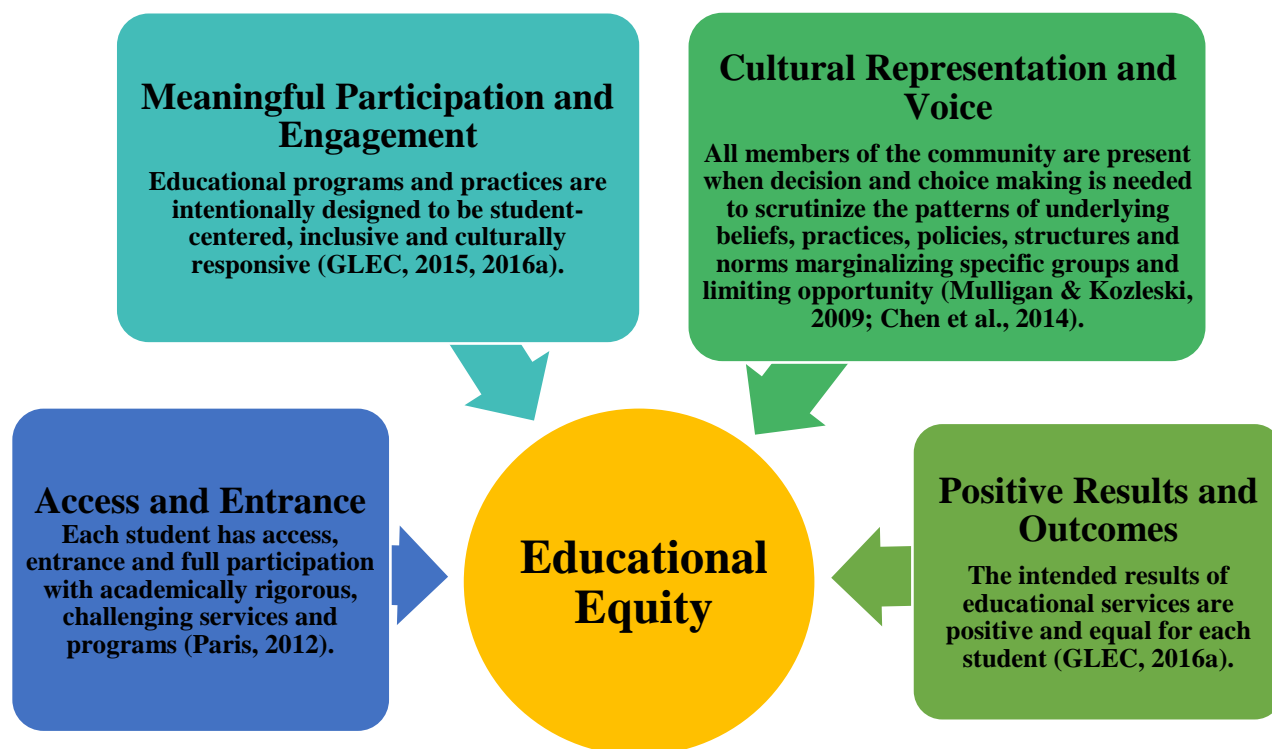 Meaningful Participation and
Engagement
Educational programs and practices are
intentionally designed to be student-
centered, inclusive and culturally
responsive (GLEC, 2015, 2016a).
Cultural Representation and
Voice
All members of the community are present
when decision and choice making is needed
to scrutinize the patterns of underlying
beliefs, practices, policies, structures and
norms marginalizing specific groups and
limiting opportunity (Mulligan & Kozleski,
2009; Chen et al., 2014).
Access and Entrance
Each student has access,
entrance and full participation
with academically rigorous,
challenging services and
programs (Paris, 2012).
Educational
Equity
Positive Results and
Outcomes
The intended results of
educational services are
positive and equal for each
student (GLEC, 2016a).